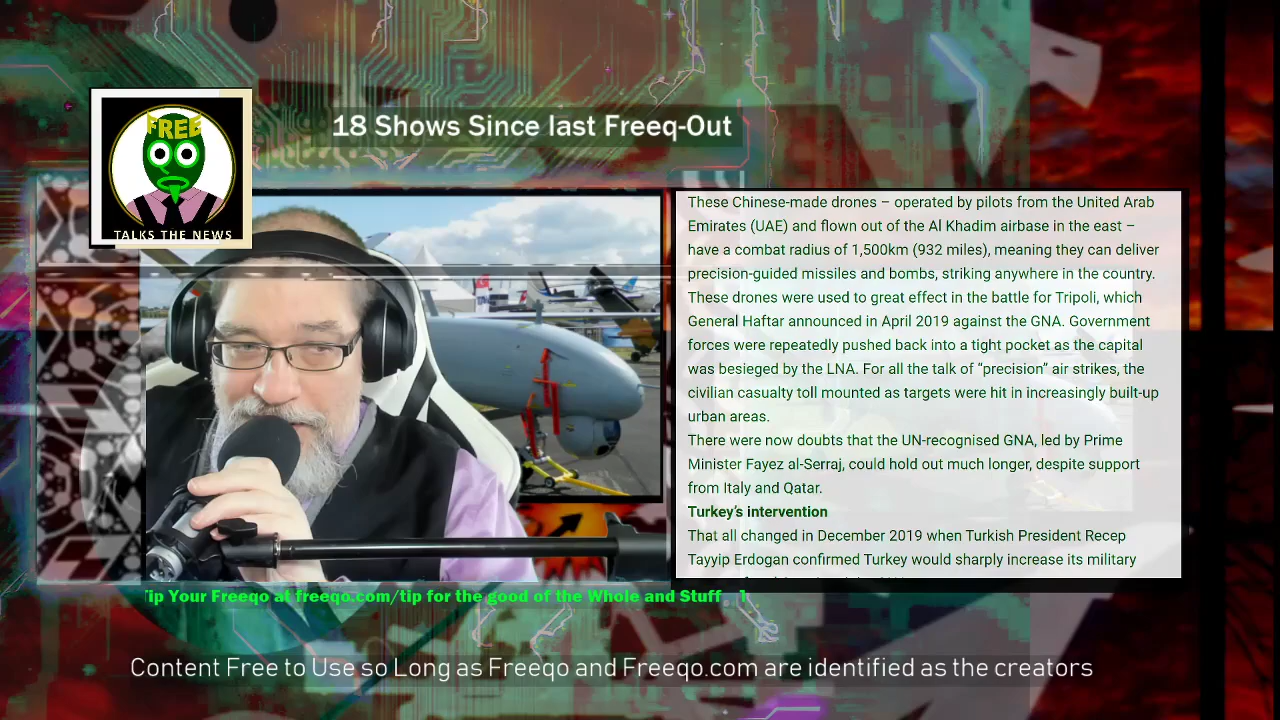 18 Shows Since last Freeq-Out
FREE
TALKS THE NEWS
These Chinese-made drones – operated by pilots from the United Arab
Emirates (UAE) and flown out of the Al Khadim airbase in the east –
have a combat radius of 1,500km (932 miles), meaning they can deliver
precision-guided missiles and bombs, striking anywhere in the country.
These drones were used to great effect in the battle for Tripoli, which
General Haftar announced in April 2019 against the GNA. Government
forces were repeatedly pushed back into a tight pocket as the capital
was besieged by the LNA. For all the talk of “precision” air strikes, the
civilian casualty toll mounted as targets were hit in increasingly built-up
urban areas.
There were now doubts that the UN-recognised GNA, led by Prime
Minister Fayez al-Serraj, could hold out much longer, despite support
from Italy and Qatar.
Turkey’s intervention
That all changed in December 2019 when Turkish President Recep
Tayyip Erdogan confirmed Turkey would sharply increase its military
Tip Your Freeqo at freeqo.com/tip for the good of the Whole and Stuff
Content Free to Use so Long as Freeqo and Freeqo.com are identified as the creators